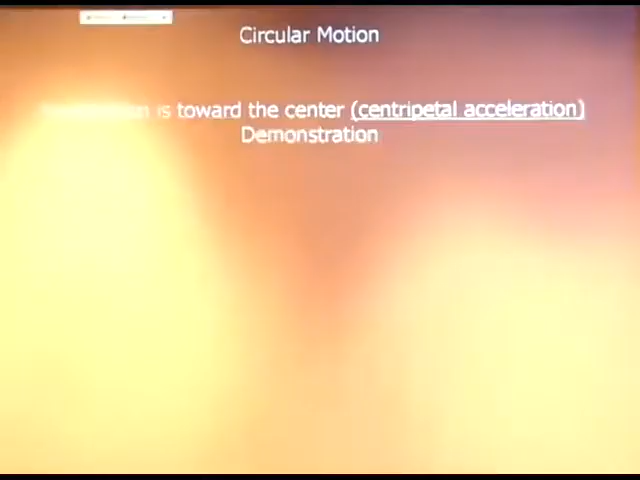 Circular Motion
is toward the center (centripetal acceleration)
Demonstration